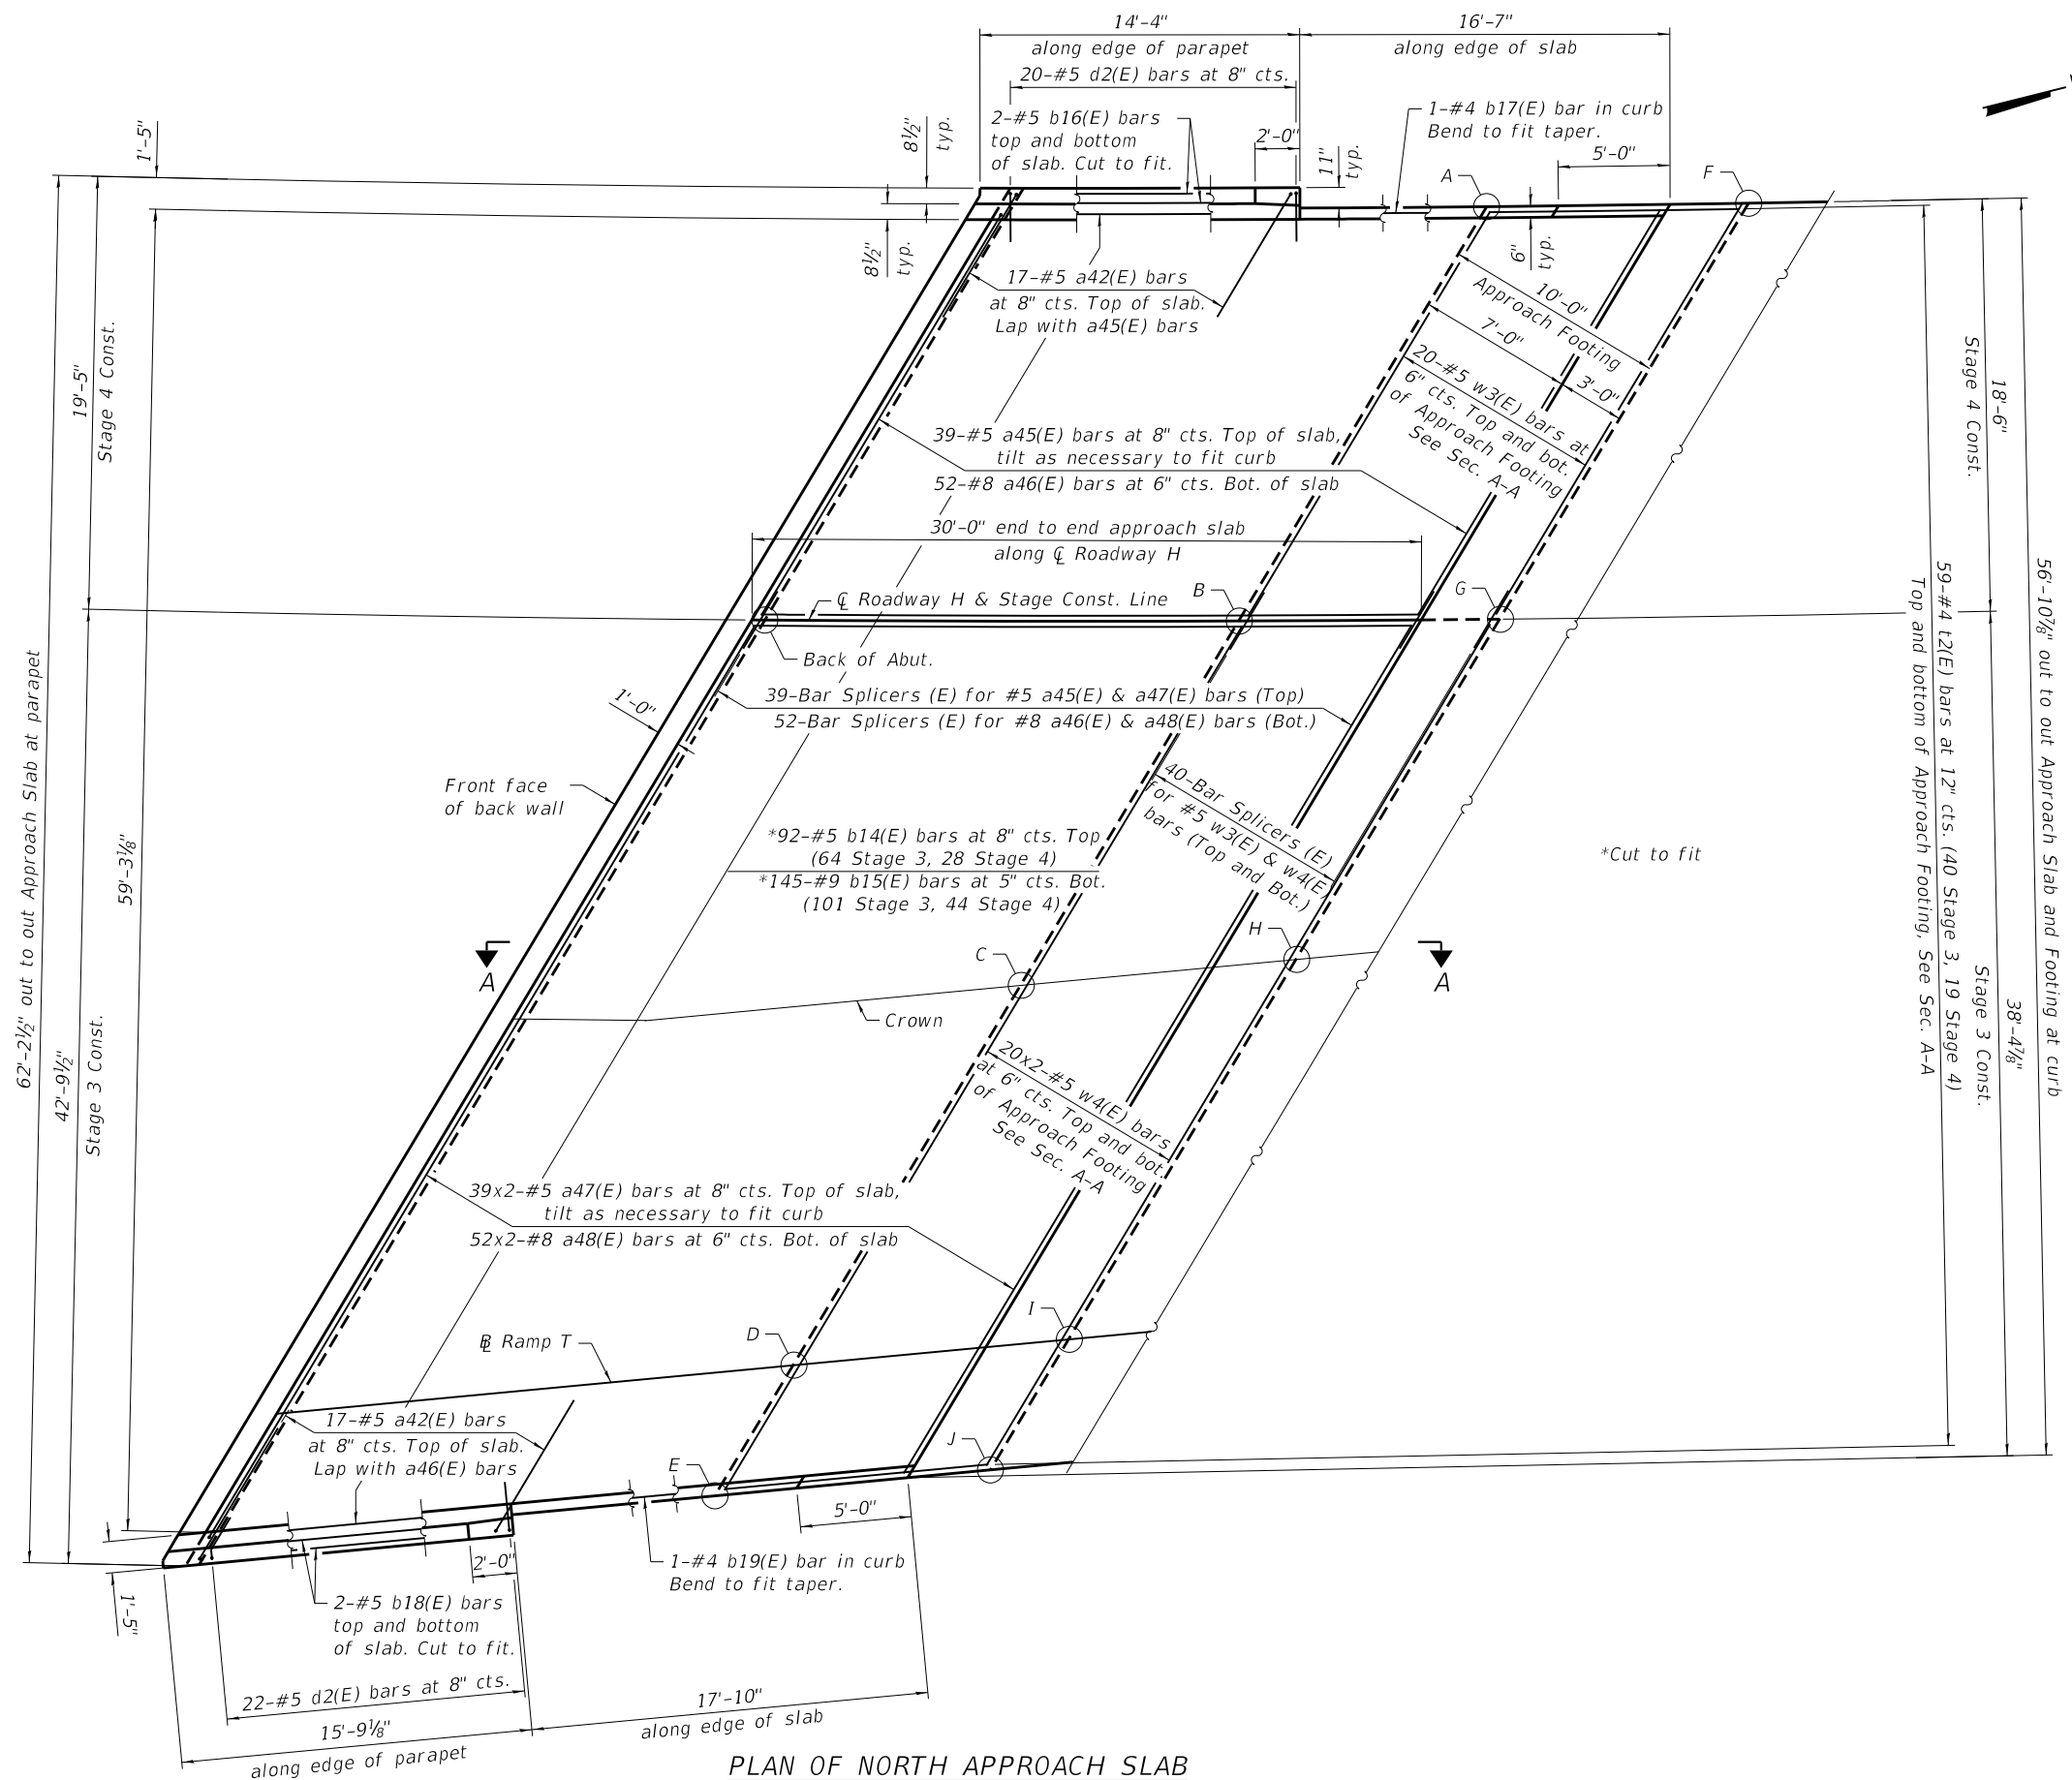 14'-4"
along edge of parapet
20-#5 d2(E) bars at 8" cts.
16'-7"
along edge of slab
2-#5 b16(E) bars
top and bottom
of slab. Cut to fit.
2'-0"
11"
typ.
1-#4 b17(E) bar in curb
Bend to fit taper.
5'-0"
A
F
1'-5"
8½"
typ.
8½"
typ.
6"
typ.
17-#5 a42(E) bars
at 8" cts. Top of slab.
Lap with a45(E) bars
10'-0"
Approach Footing
7'-0"
3'-0"
20-#5 w3(E) bars at
6" cts. Top and bot.
of Approach Footing
See Sec. A-A
19'-5"
Stage 4 Const.
Stage 4 Const.
18'-6"
39-#5 a45(E) bars at 8" cts. Top of slab,
tilt as necessary to fit curb
52-#8 a46(E) bars at 6" cts. Bot. of slab
30'-0" end to end approach slab
along ℄ Roadway H
℄ Roadway H & Stage Const. Line
B
G
Back of Abut.
1'-0"
39-Bar Splicers (E) for #5 a45(E) & a47(E) bars (Top)
52-Bar Splicers (E) for #8 a46(E) & a48(E) bars (Bot.)
Front face
of back wall
40-Bar Splicers (E)
for #5 w3(E) & w4(E)
bars (Top and Bot.)
*92-#5 b14(E) bars at 8" cts. Top
(64 Stage 3, 28 Stage 4)
*145-#9 b15(E) bars at 5" cts. Bot.
(101 Stage 3, 44 Stage 4)
*Cut to fit
62'-2½" out to out Approach Slab at parapet
42'-9½"
Stage 3 Const.
59'-3⅛"
59-#4 t2(E) bars at 12" cts. (40 Stage 3, 19 Stage 4)
Top and bottom of Approach Footing, See Sec. A-A
Stage 3 Const.
38'-4⅞"
56'-10⅞" out to out Approach Slab and Footing at curb
A
A
C
H
Crown
20x2-#5 w4(E) bars
at 6" cts. Top and bot.
of Approach Footing
See Sec. A-A
39x2-#5 a47(E) bars at 8" cts. Top of slab,
tilt as necessary to fit curb
52x2-#8 a48(E) bars at 6" cts. Bot. of slab
I
D
Ramp T
17-#5 a42(E) bars
at 8" cts. Top of slab.
Lap with a46(E) bars
J
E
5'-0"
2'-0"
1-#4 b19(E) bar in curb
Bend to fit taper.
1'-5"
2-#5 b18(E) bars
top and bottom
of slab. Cut to fit.
22-#5 d2(E) bars at 8" cts.
15'-9⅛"
along edge of parapet
17'-10"
along edge of slab
PLAN OF NORTH APPROACH SLAB